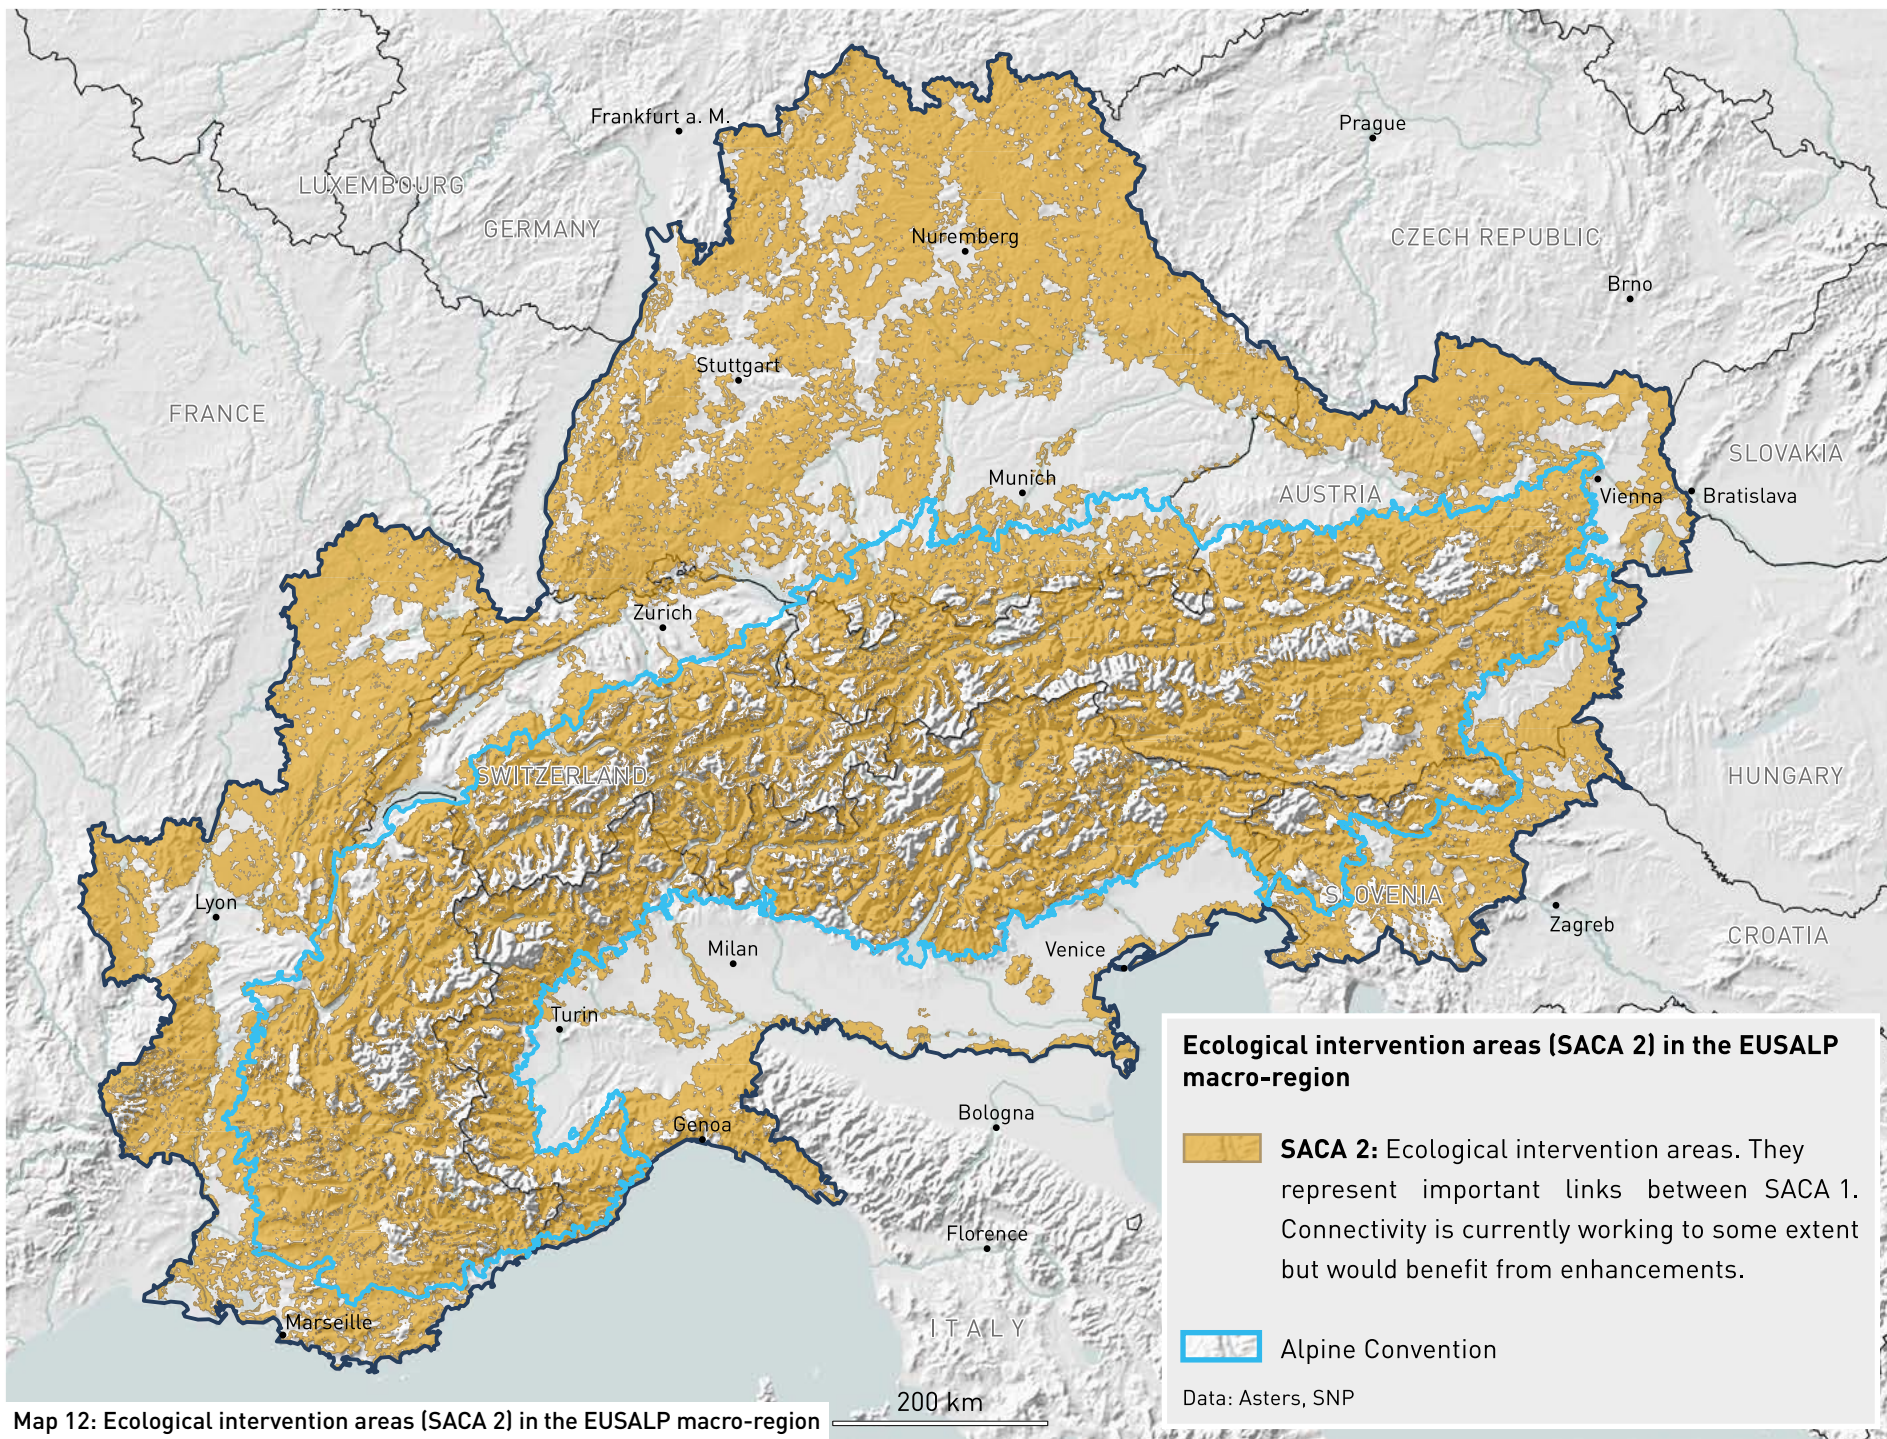 Frankfurt a. M.
Prague
LUXEMBOURG
GERMANY
Nuremberg
CZECH REPUBLIC
Brno
Stuttgart
FRANCE
SLOVAKIA
Munich
AUSTRIA
Vienna
Bratislava
Zurich
SWITZERLAND
HUNGARY
Lyon
SLOVENIA
Zagreb
CROATIA
Milan
Venice
Turin
Genoa
Bologna
Florence
Marseille
ITALY
Ecological intervention areas (SACA 2) in the EUSALP
macro-region
SACA 2: Ecological intervention areas. They
represent important links between SACA 1.
Connectivity is currently working to some extent
but would benefit from enhancements.
Alpine Convention
Data: Asters, SNP
200 km
Map 12: Ecological intervention areas (SACA 2) in the EUSALP macro-region